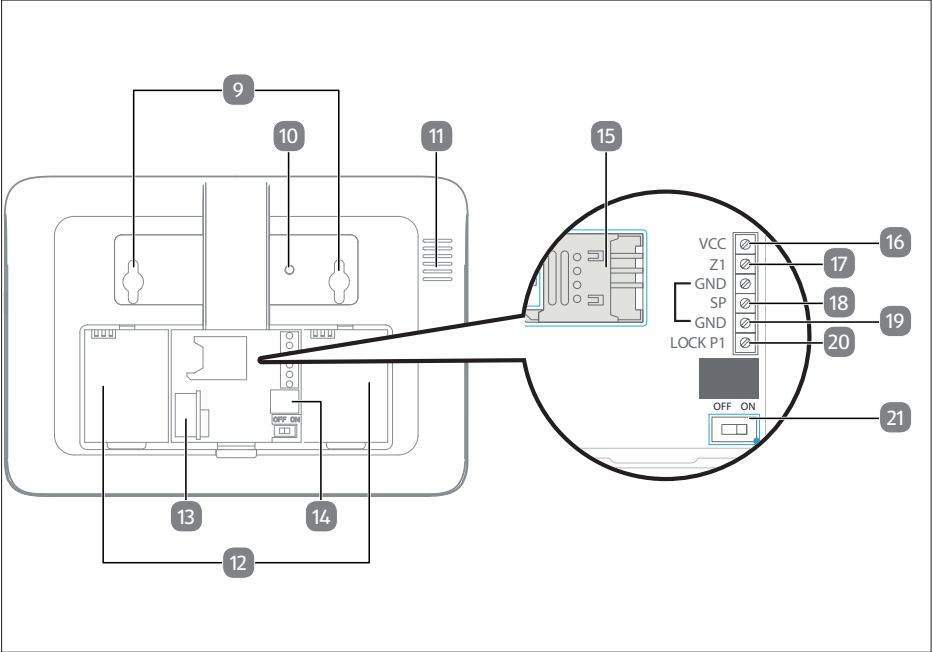 9
10
11
15
VCC
16
Z1
17
GND
SP
18
GND
19
LOCK P1
20
OFF ON
21
OFF ON
13
14
12